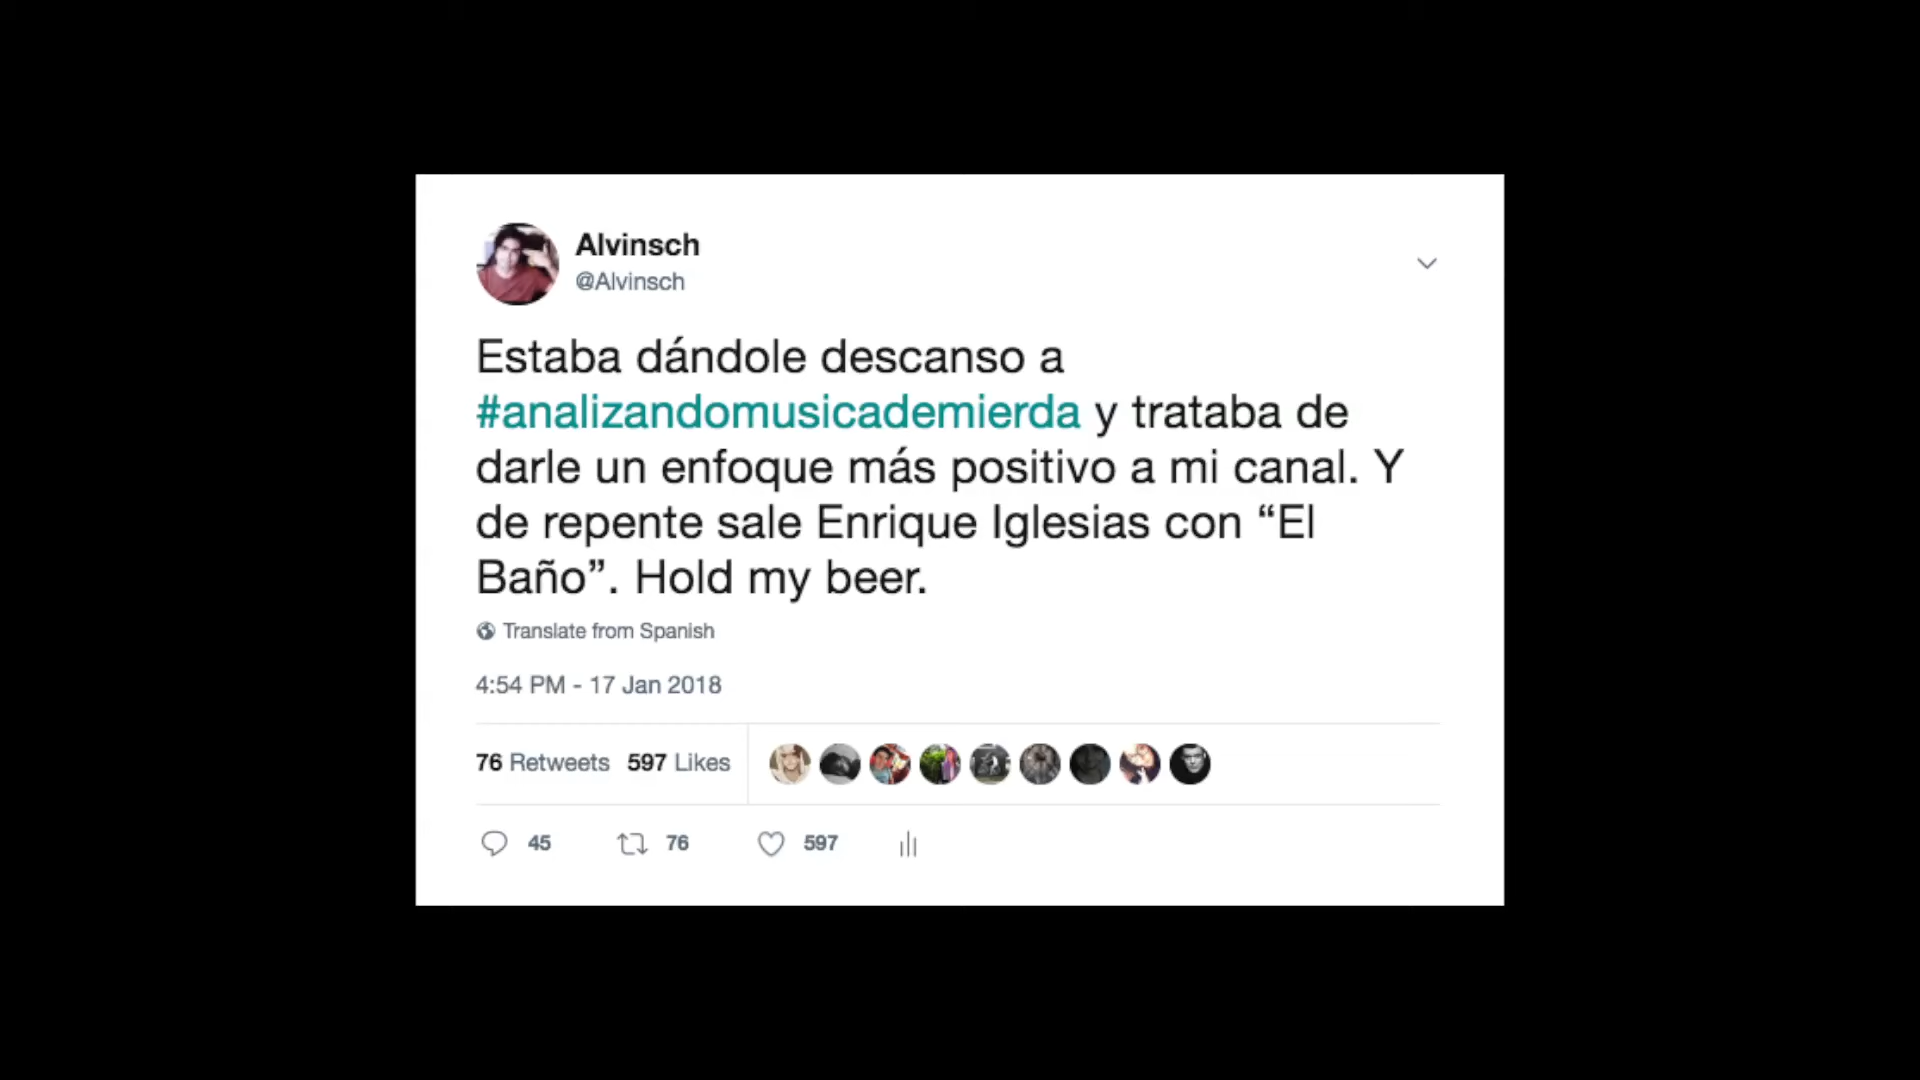 Alvinsch
@Alvinsch
Estaba dándole descanso a
#analizandomusicademierda y trataba de
darle un enfoque más positivo a mi canal. Y
de repente sale Enrique Iglesias con “El
Baño”. Hold my beer.
Translate from Spanish
4:54 PM - 17 Jan 2018
76 Retweets 597 Likes
45 76 597